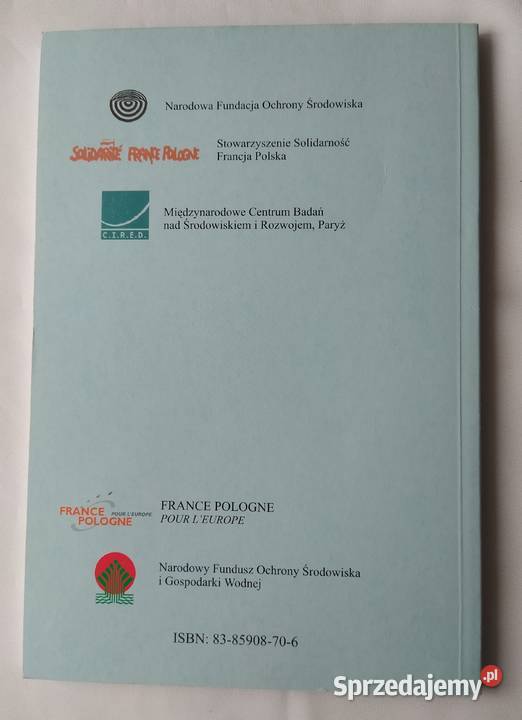 Narodowa Fundacja Ochrony Środowiska
SOLIDARITÉ FRANCE POLOGNE
Stowarzyszenie Solidarność
Francja Polska
C.I.R.E.D.
Międzynarodowe Centrum Badań
nad Środowiskiem i Rozwojem, Paryż
FRANCE POUR L'EUROPE
POLOGNE
FRANCE POLOGNE
POUR L'EUROPE
Narodowy Fundusz Ochrony Środowiska
i Gospodarki Wodnej
ISBN: 83-85908-70-6
Sprzedajemy.pl